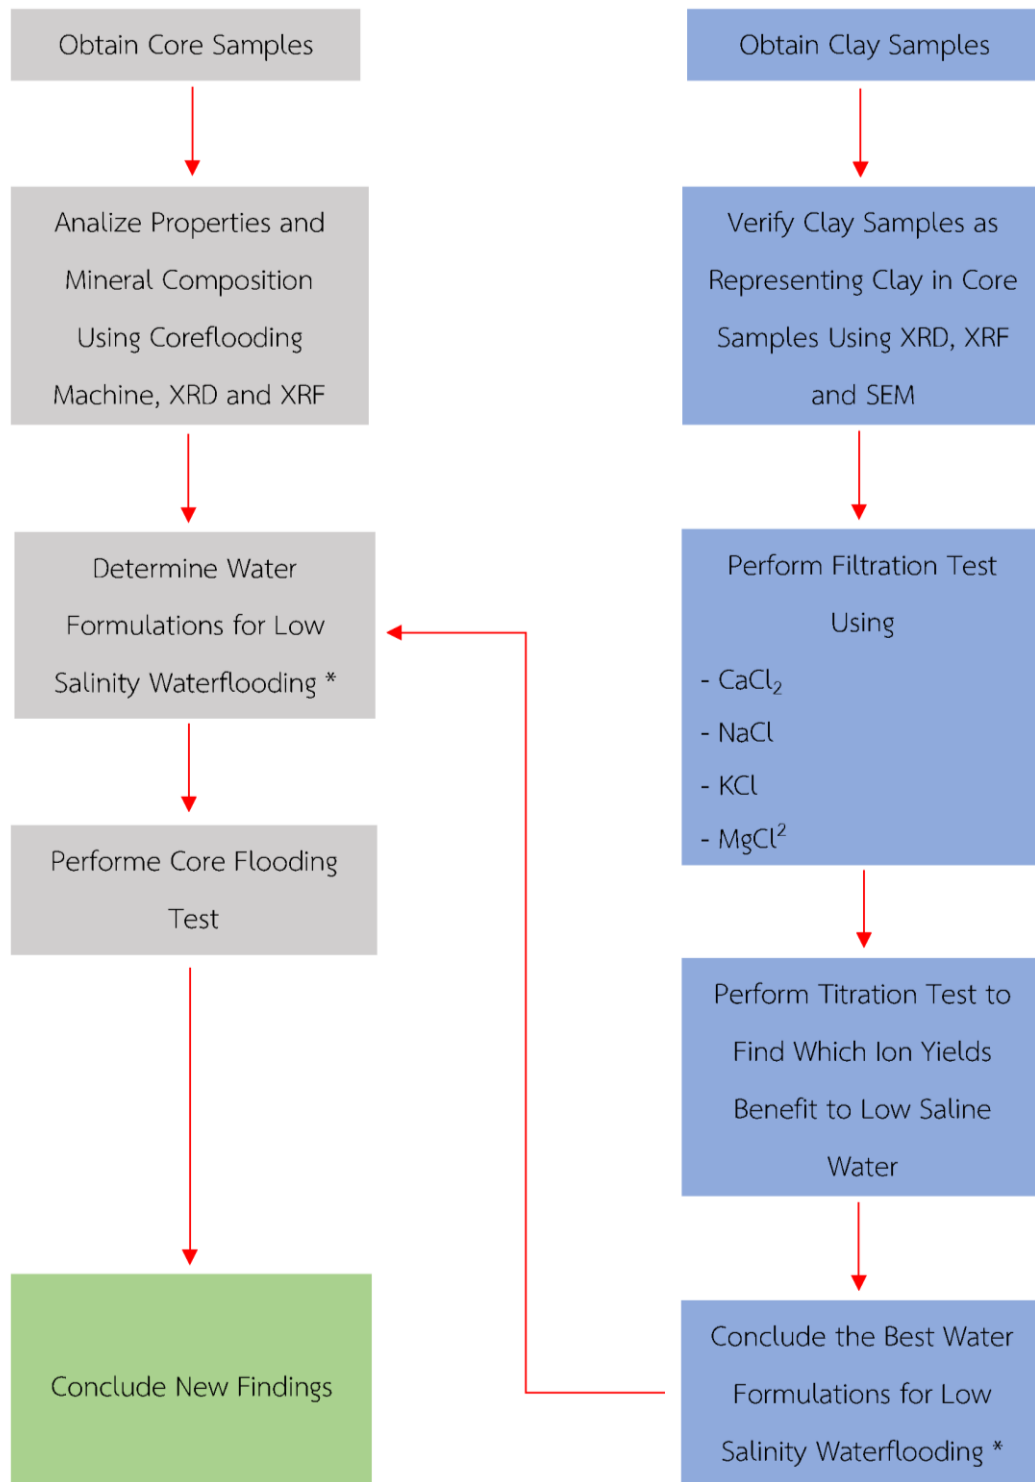 Obtain Core Samples
Analize Properties and
Mineral Composition
Using Coreflooding
Machine, XRD and XRF
Determine Water
Formulations for Low
Salinity Waterflooding *
Performe Core Flooding
Test
Conclude New Findings
Obtain Clay Samples
Verify Clay Samples as
Representing Clay in Core
Samples Using XRD, XRF
and SEM
Perform Filtration Test
Using
- CaCl₂
- NaCl
- KCl
- MgCl²
Perform Titration Test to
Find Which Ion Yields
Benefit to Low Saline
Water
Conclude the Best Water
Formulations for Low
Salinity Waterflooding *